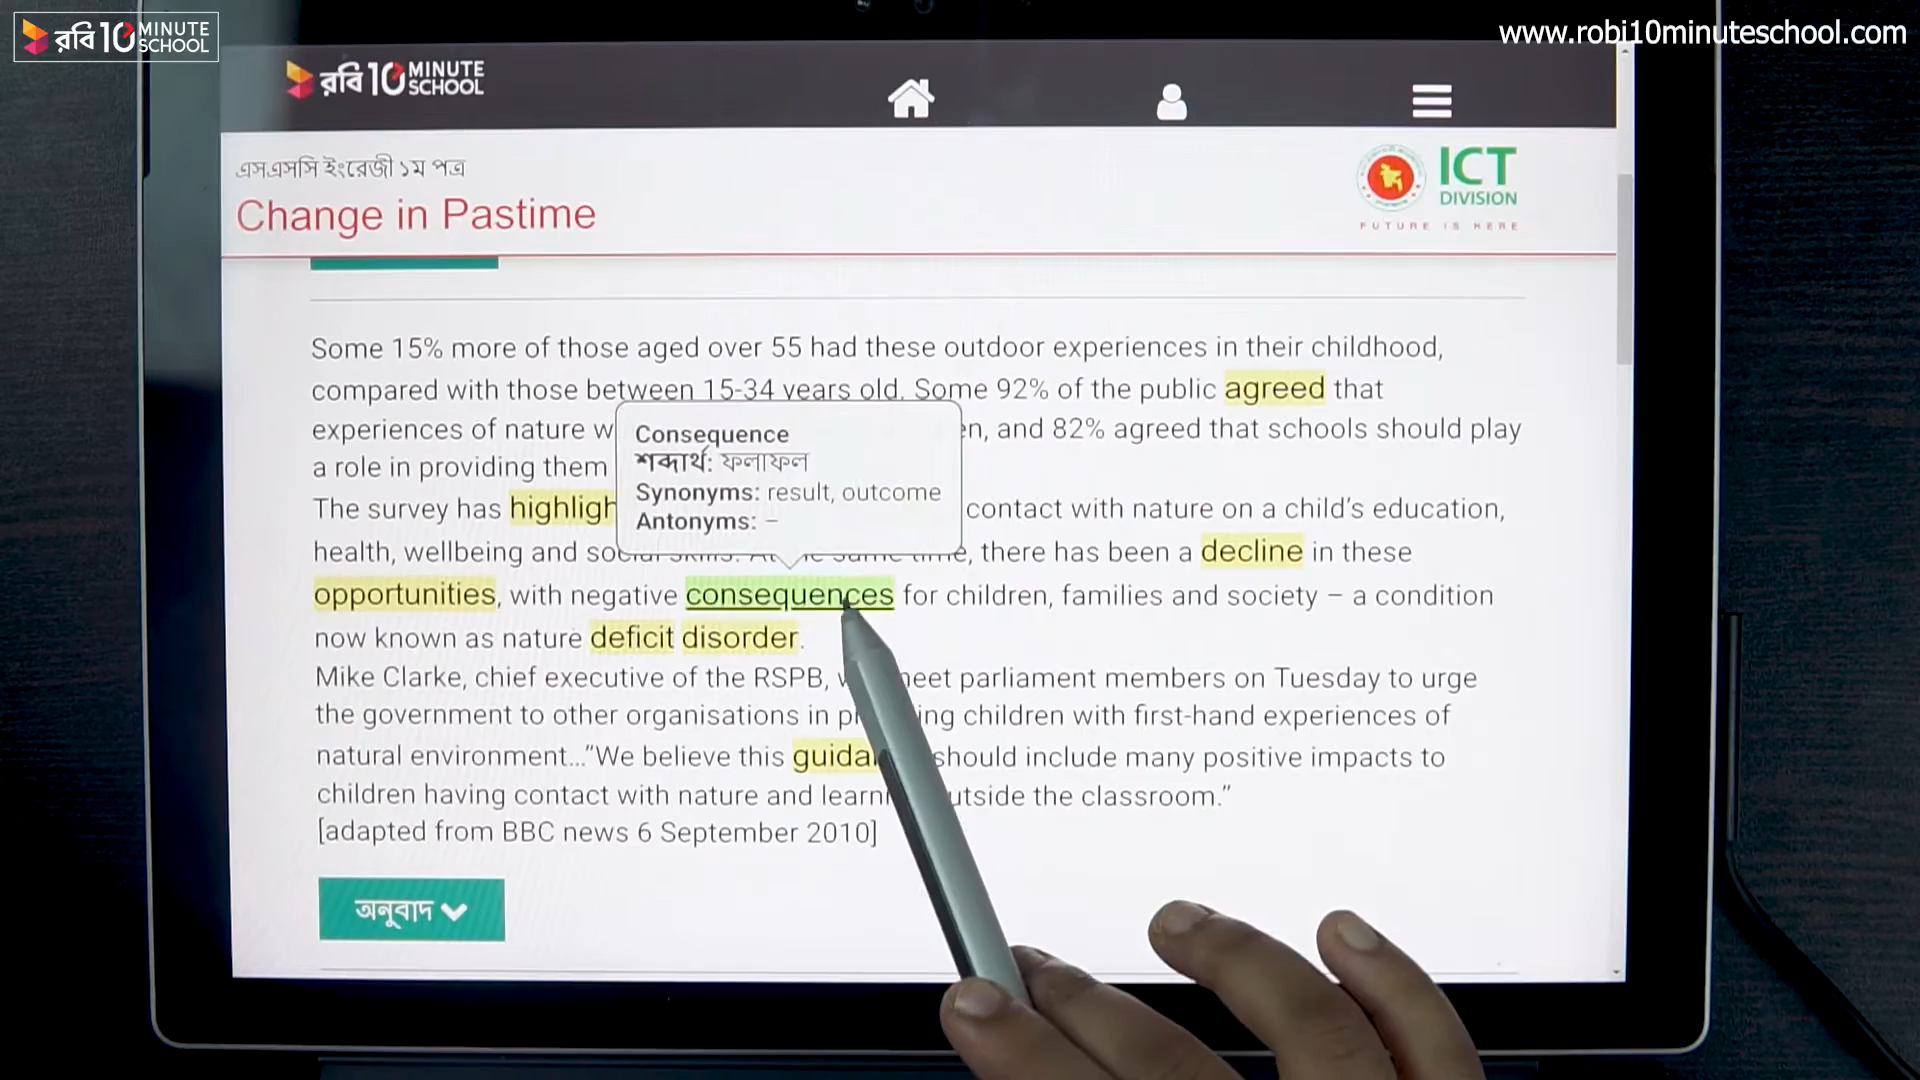 রবি 10 MINUTE SCHOOL
www.robi10minuteschool.com
রবি 10 MINUTE SCHOOL
এসএসসি ইংরেজী ১ম পত্র
Change in Pastime
ICT DIVISION
FUTURE IS HERE
Some 15% more of those aged over 55 had these outdoor experiences in their childhood,
compared with those between 15-34 years old. Some 92% of the public agreed that
experiences of nature and 82% agreed that schools should play
a role in providing them
The survey has contact with nature on a child's education,
health, wellbeing and there has been a decline in these
opportunities, with negative consequences for children, families and society – a condition
now known as nature deficit disorder.
Mike Clarke, chief executive of the RSPB, parliament members on Tuesday to urge
the government to other organisations in children with first-hand experiences of
natural environment..."We believe this should include many positive impacts to
children having contact with nature and the classroom."
[adapted from BBC news 6 September 2010]
Consequence
শব্দার্থ: ফলাফল
Synonyms: result, outcome
Antonyms: –
অনুবাদ